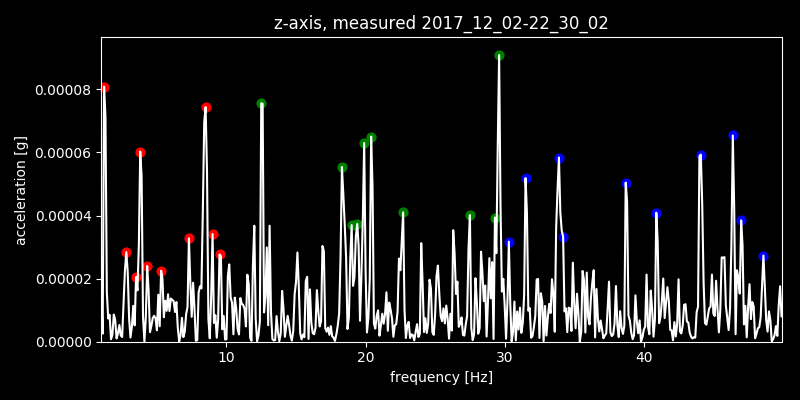 z-axis, measured 2017_12_02-22_30_02
acceleration [g]
0.00008
0.00006
0.00004
0.00002
0.00000
10 20 30 40
frequency [Hz]